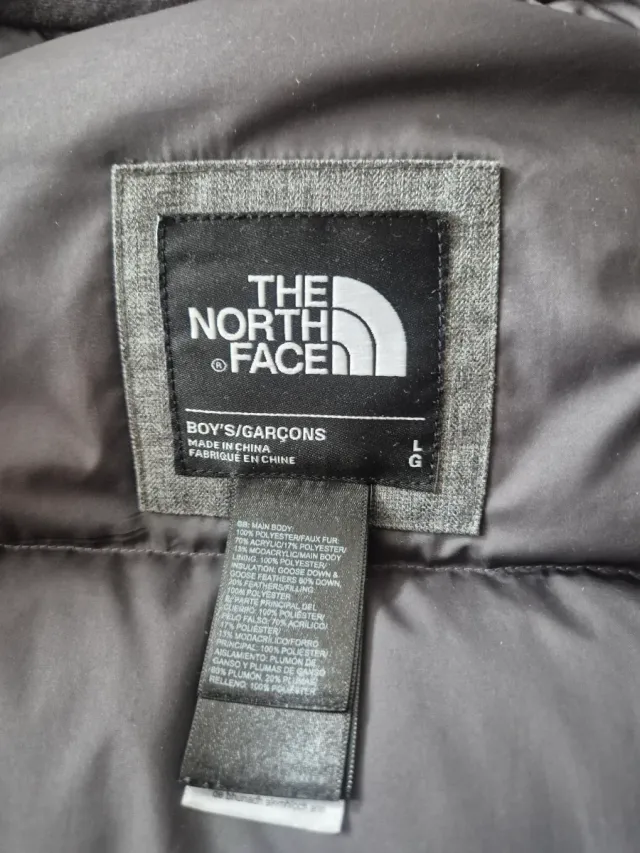 THE
NORTH
® FACE
BOY'S/GARÇONS
MADE IN CHINA
FABRIQUÉ EN CHINE
L
G
GB: MAIN BODY:
100% POLYESTER/FAUX FUR:
70% ACRYLIC/17% POLYESTER/
13% MODACRYLIC/MAIN BODY
LINING: 100% POLYESTER/
INSULATION: GOOSE DOWN &
GOOSE FEATHERS 80% DOWN,
20% FEATHERS/FILLING:
100% POLYESTER
E: PARTE PRINCIPAL DEL
CUERPO: 100% POLIÉSTER/
PELO FALSO: 70% ACRÍLICO/
17% POLIÉSTER/
13% MODACRÍLICO/FORRO
PRINCIPAL: 100% POLIÉSTER/
AISLAMIENTO: PLUMÓN DE
GANSO Y PLUMAS DE GANSO
80% PLUMÓN, 20% PLUMAS/
RELLENO: 100% POLIÉSTER